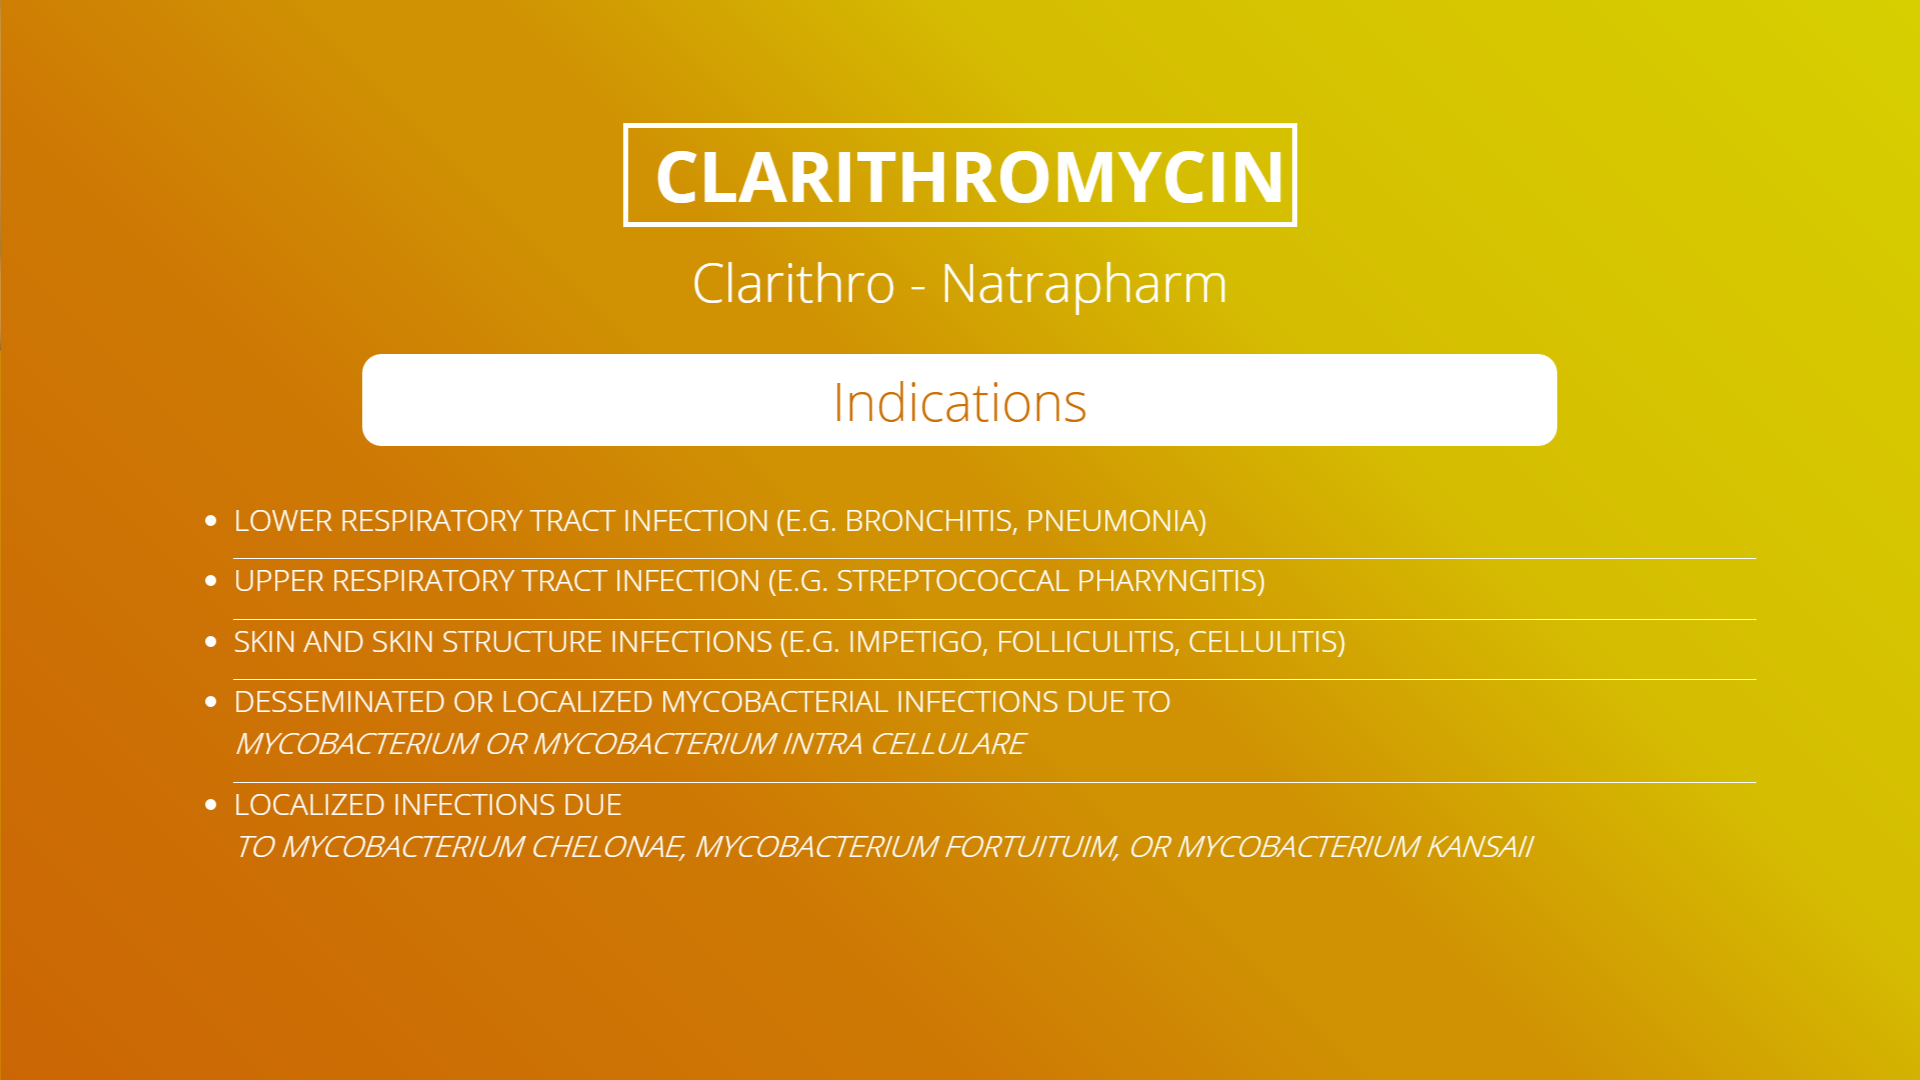 CLARITHROMYCIN
Clarithro - Natrapharm
Indications
• LOWER RESPIRATORY TRACT INFECTION (E.G. BRONCHITIS, PNEUMONIA)
• UPPER RESPIRATORY TRACT INFECTION (E.G. STREPTOCOCCAL PHARYNGITIS)
• SKIN AND SKIN STRUCTURE INFECTIONS (E.G. IMPETIGO, FOLLICULITIS, CELLULITIS)
• DESSEMINATED OR LOCALIZED MYCOBACTERIAL INFECTIONS DUE TO
MYCOBACTERIUM OR MYCOBACTERIUM INTRA CELLULARE
• LOCALIZED INFECTIONS DUE
TO MYCOBACTERIUM CHELONAE, MYCOBACTERIUM FORTUITUIM, OR MYCOBACTERIUM KANSAII